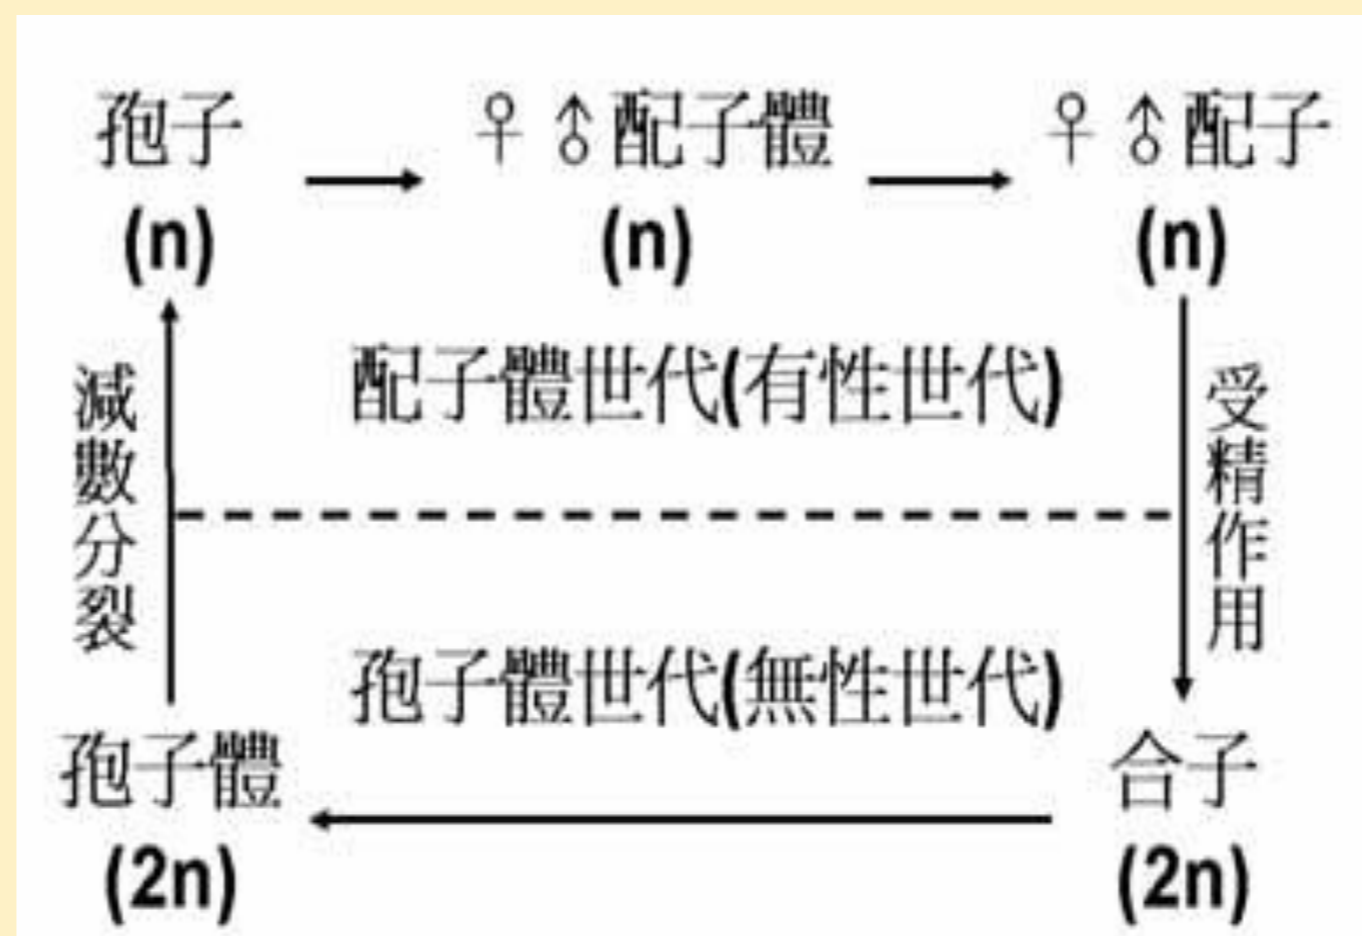 孢子
♀ ♂配子體
♀ ♂配子
(n)
(n)
(n)
減數分裂
配子體世代(有性世代)
受精作用
孢子體世代(無性世代)
孢子體
合子
(2n)
(2n)